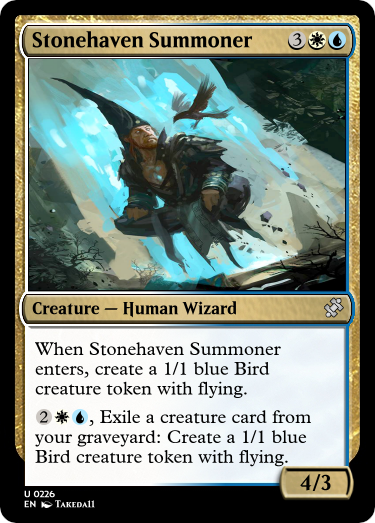 Stonehaven Summoner 3
Creature — Human Wizard
When Stonehaven Summoner
enters, create a 1/1 blue Bird
creature token with flying.
2, Exile a creature card from
your graveyard: Create a 1/1 blue
Bird creature token with flying.
4/3
U 0226
EN Takeda11